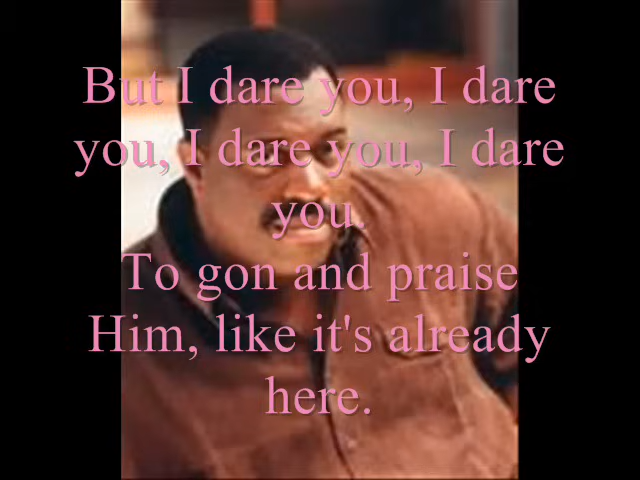 But I dare you, I dare
you, I dare you, I dare
you.
To gon and praise
Him, like it's already
here.